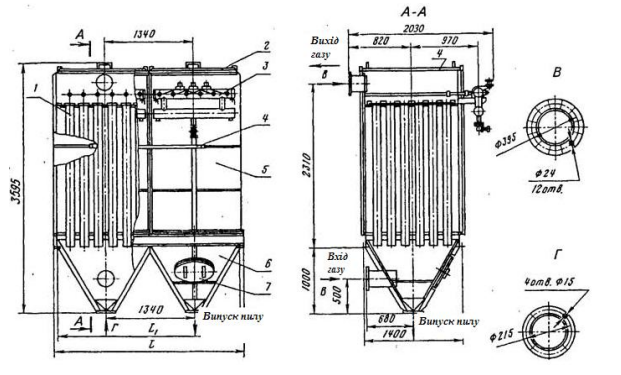 А-А
2030
820
970
4
Вихід
газу
В
А
1340
2
3
1
4
5
6
7
3595
1340
А
Г
L₁
L
Випуск пилу
2310
1000
500
Вхід
газу
В
680
1400
Випуск пилу
В
Ф395
Ф24
12отв.
Г
4отв. Ф15
Ф215